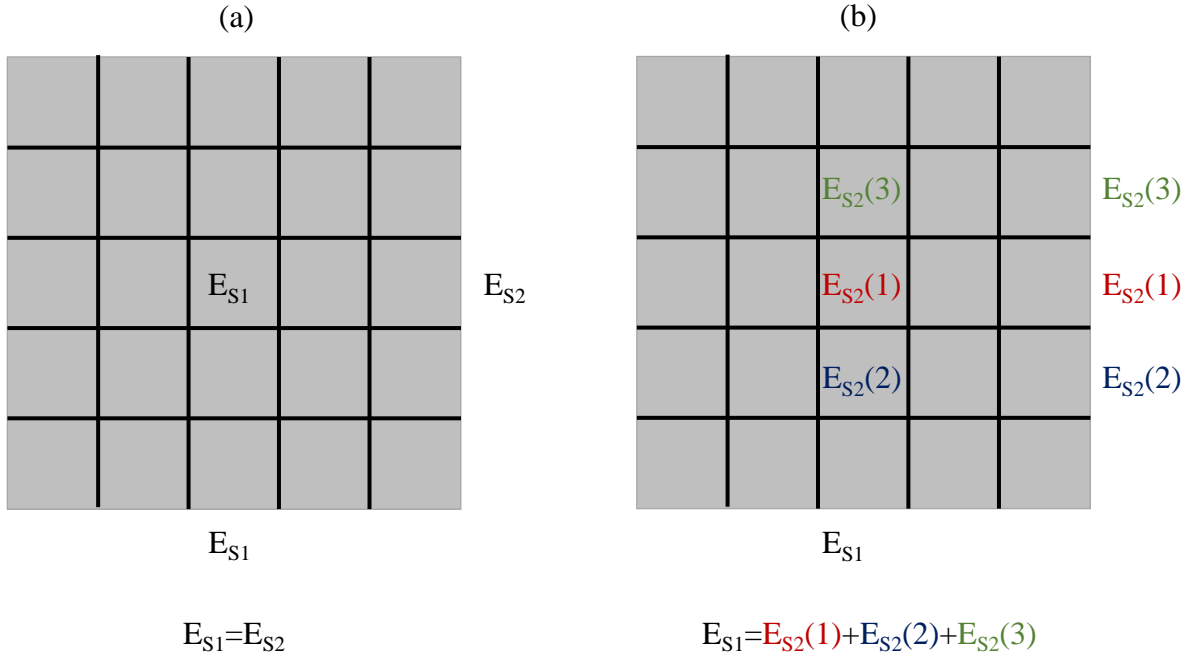 (a)
(b)
E_S1
E_S2
E_S1
E_S1=E_S2
E_S2(3)
E_S2(3)
E_S2(1)
E_S2(1)
E_S2(2)
E_S2(2)
E_S1
E_S1=E_S2(1)+E_S2(2)+E_S2(3)